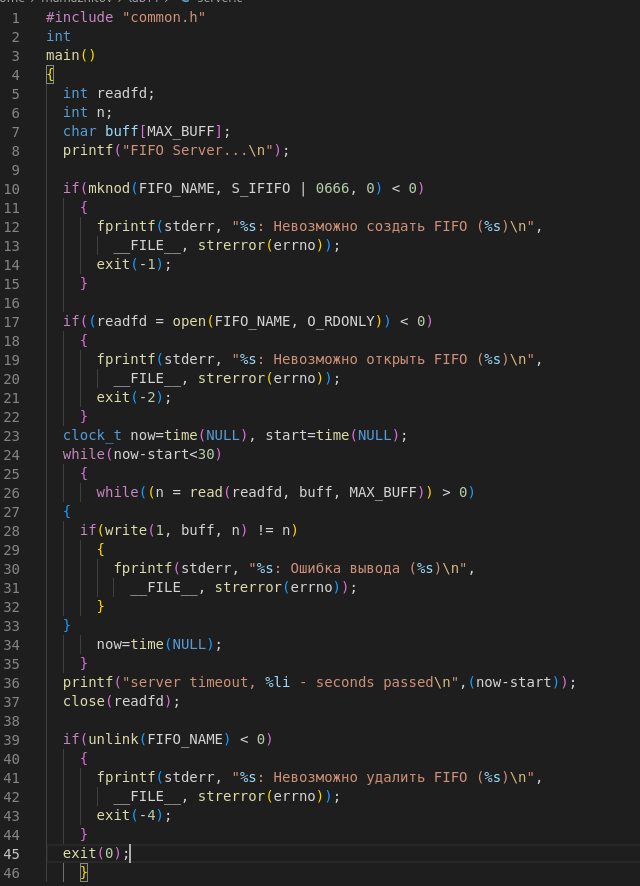 1 #include "common.h"
2 int
3 main()
4 {
5 int readfd;
6 int n;
7 char buff[MAX_BUFF];
8 printf("FIFO Server...\n");
9
10 if(mknod(FIFO_NAME, S_IFIFO | 0666, 0) < 0)
11 {
12 fprintf(stderr, "%s: Невозможно создать FIFO (%s)\n",
13 __FILE__, strerror(errno));
14 exit(-1);
15 }
16
17 if((readfd = open(FIFO_NAME, O_RDONLY)) < 0)
18 {
19 fprintf(stderr, "%s: Невозможно открыть FIFO (%s)\n",
20 __FILE__, strerror(errno));
21 exit(-2);
22 }
23 clock_t now=time(NULL), start=time(NULL);
24 while(now-start<30)
25 {
26 while((n = read(readfd, buff, MAX_BUFF)) > 0)
27 {
28 if(write(1, buff, n) != n)
29 {
30 fprintf(stderr, "%s: Ошибка вывода (%s)\n",
31 __FILE__, strerror(errno));
32 }
33 }
34 now=time(NULL);
35 }
36 printf("server timeout, %li - seconds passed\n",(now-start));
37 close(readfd);
38
39 if(unlink(FIFO_NAME) < 0)
40 {
41 fprintf(stderr, "%s: Невозможно удалить FIFO (%s)\n",
42 __FILE__, strerror(errno));
43 exit(-4);
44 }
45 exit(0);
46 }